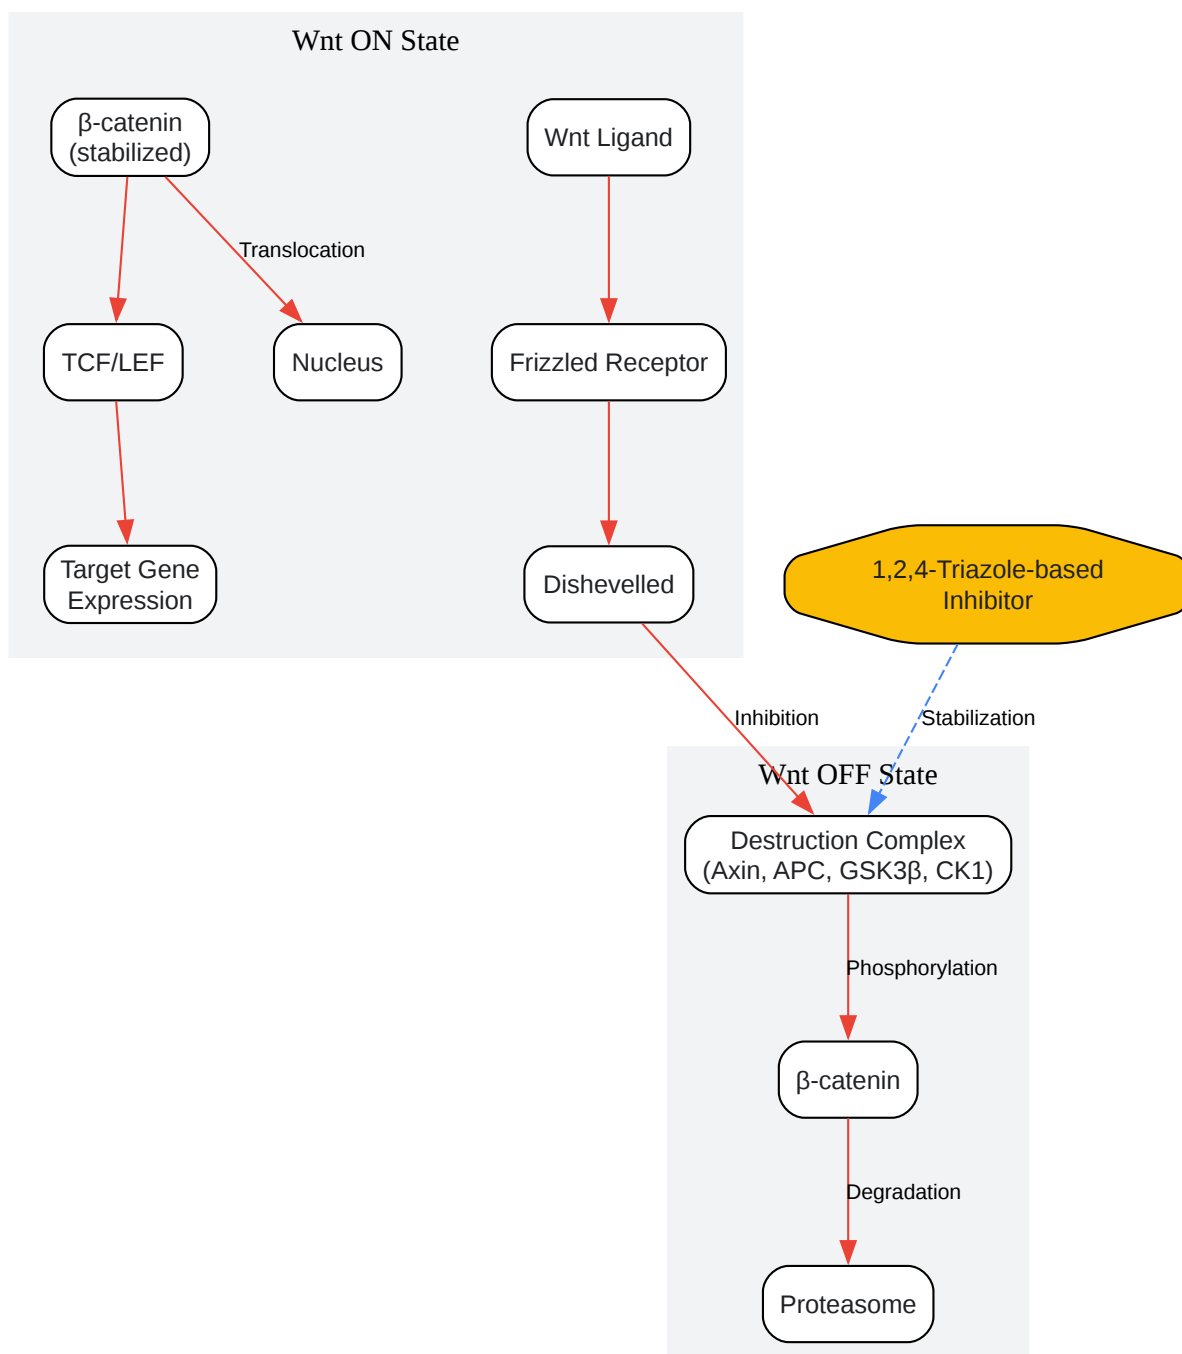 Wnt ON State
β-catenin
(stabilized)
Wnt Ligand
Translocation
TCF/LEF
Nucleus
Frizzled Receptor
Target Gene
Expression
Dishevelled
1,2,4-Triazole-based
Inhibitor
Inhibition
Stabilization
Wnt OFF State
Destruction Complex
(Axin, APC, GSK3β, CK1)
Phosphorylation
β-catenin
Degradation
Proteasome